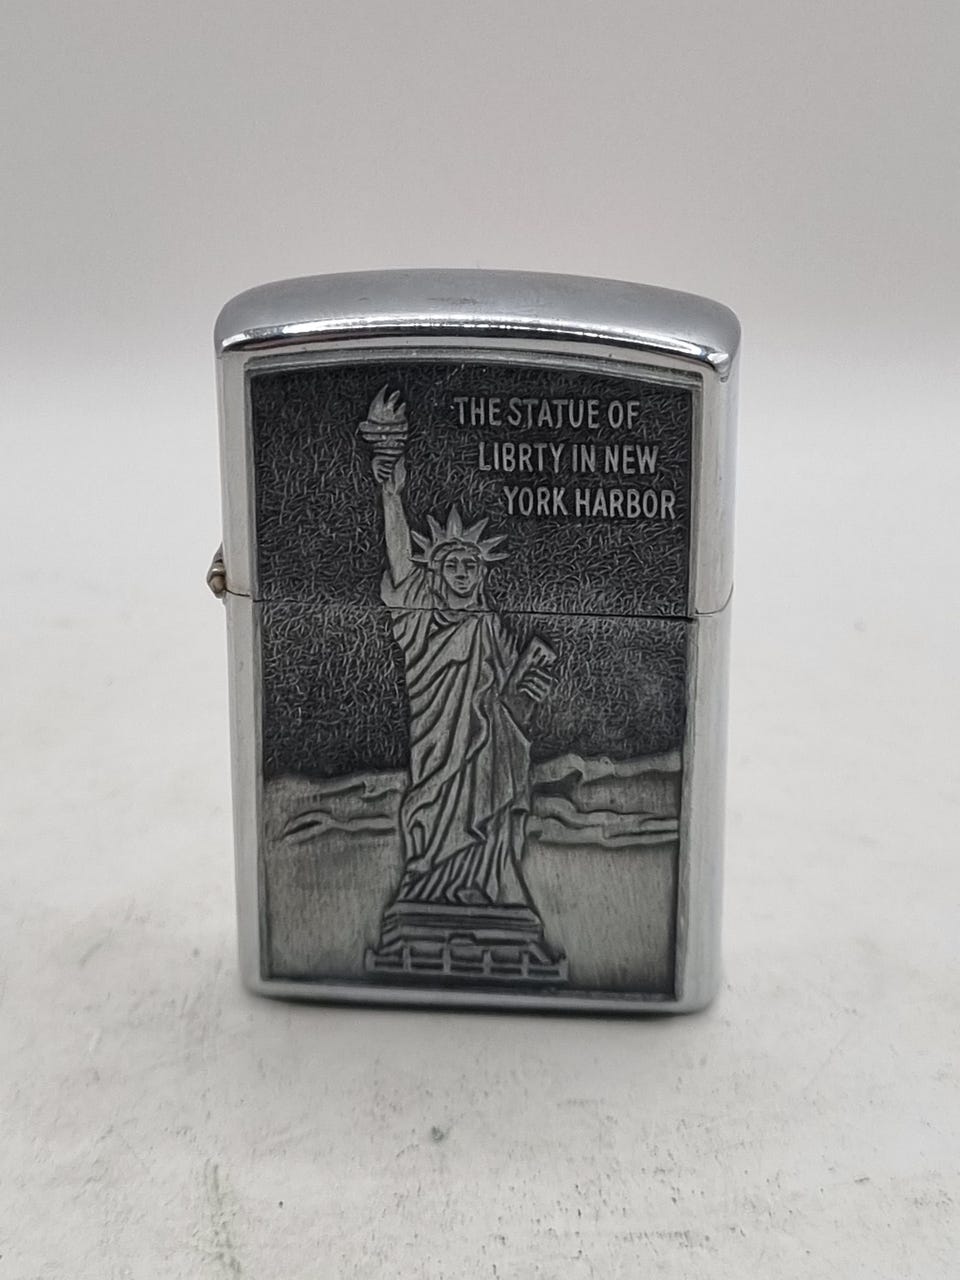 THE STATUE OF
LIBRTY IN NEW
YORK HARBOR